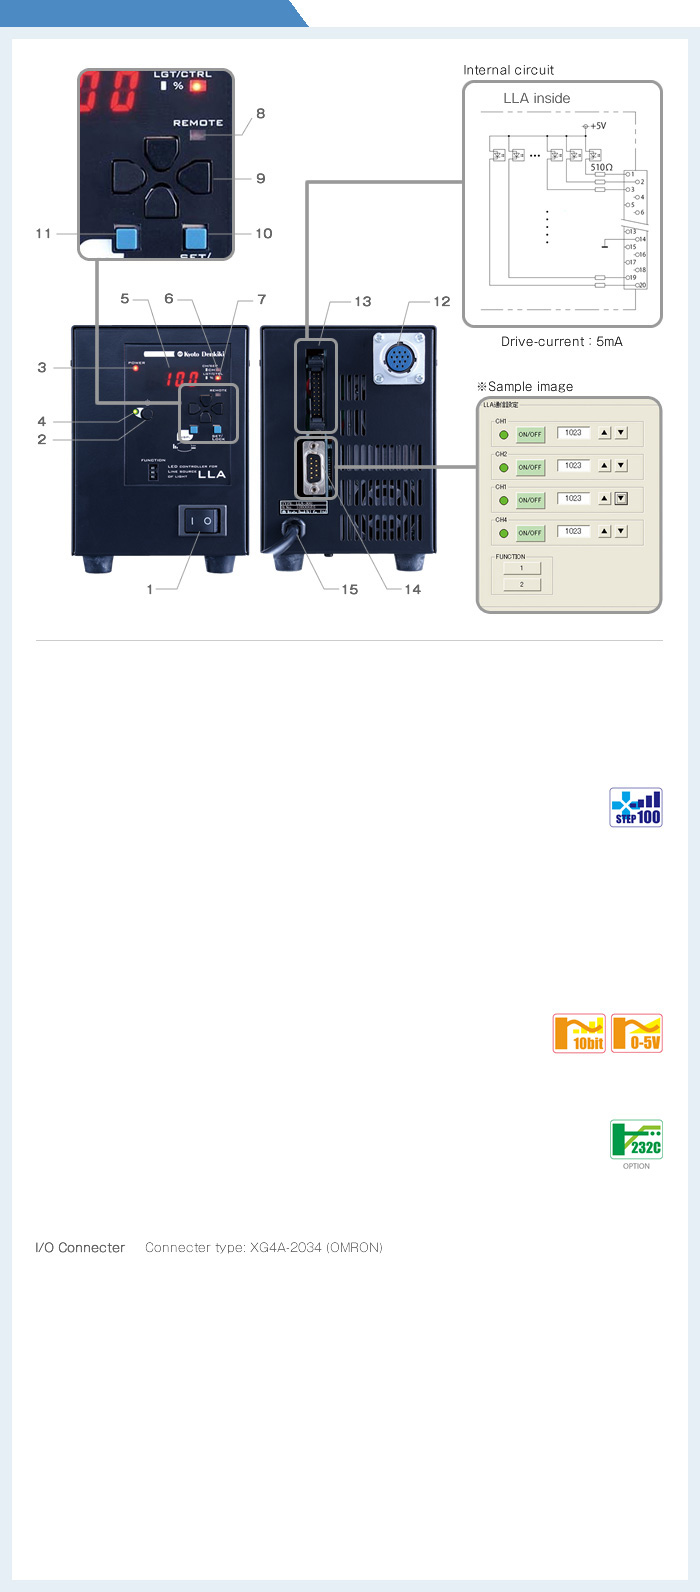 Internal circuit
LLA inside
+5V
510Ω
1
2
3
4
5
6
13
14
15
16
17
18
19
20
Drive-current : 5mA
00
LGT/CTRL
%
REMOTE
SET/
8
9
10
11
5
6
7
3
4
2
1
Kyoto Denkiki
POWER
100
REMOTE
SET/
LOCK
FUNCTION
LED CONTROLLER FOR
LINE SOURCE
OF LIGHT
LLA
I O
13
12
15
14
※Sample image
LLA通信設定
CH1
ON/OFF
1023
CH2
ON/OFF
1023
CH1
ON/OFF
1023
CH4
ON/OFF
1023
FUNCTION
1
2
STEP100
10bit
0-5V
232C
OPTION
I/O Connecter Connecter type: XG4A-2034 (OMRON)